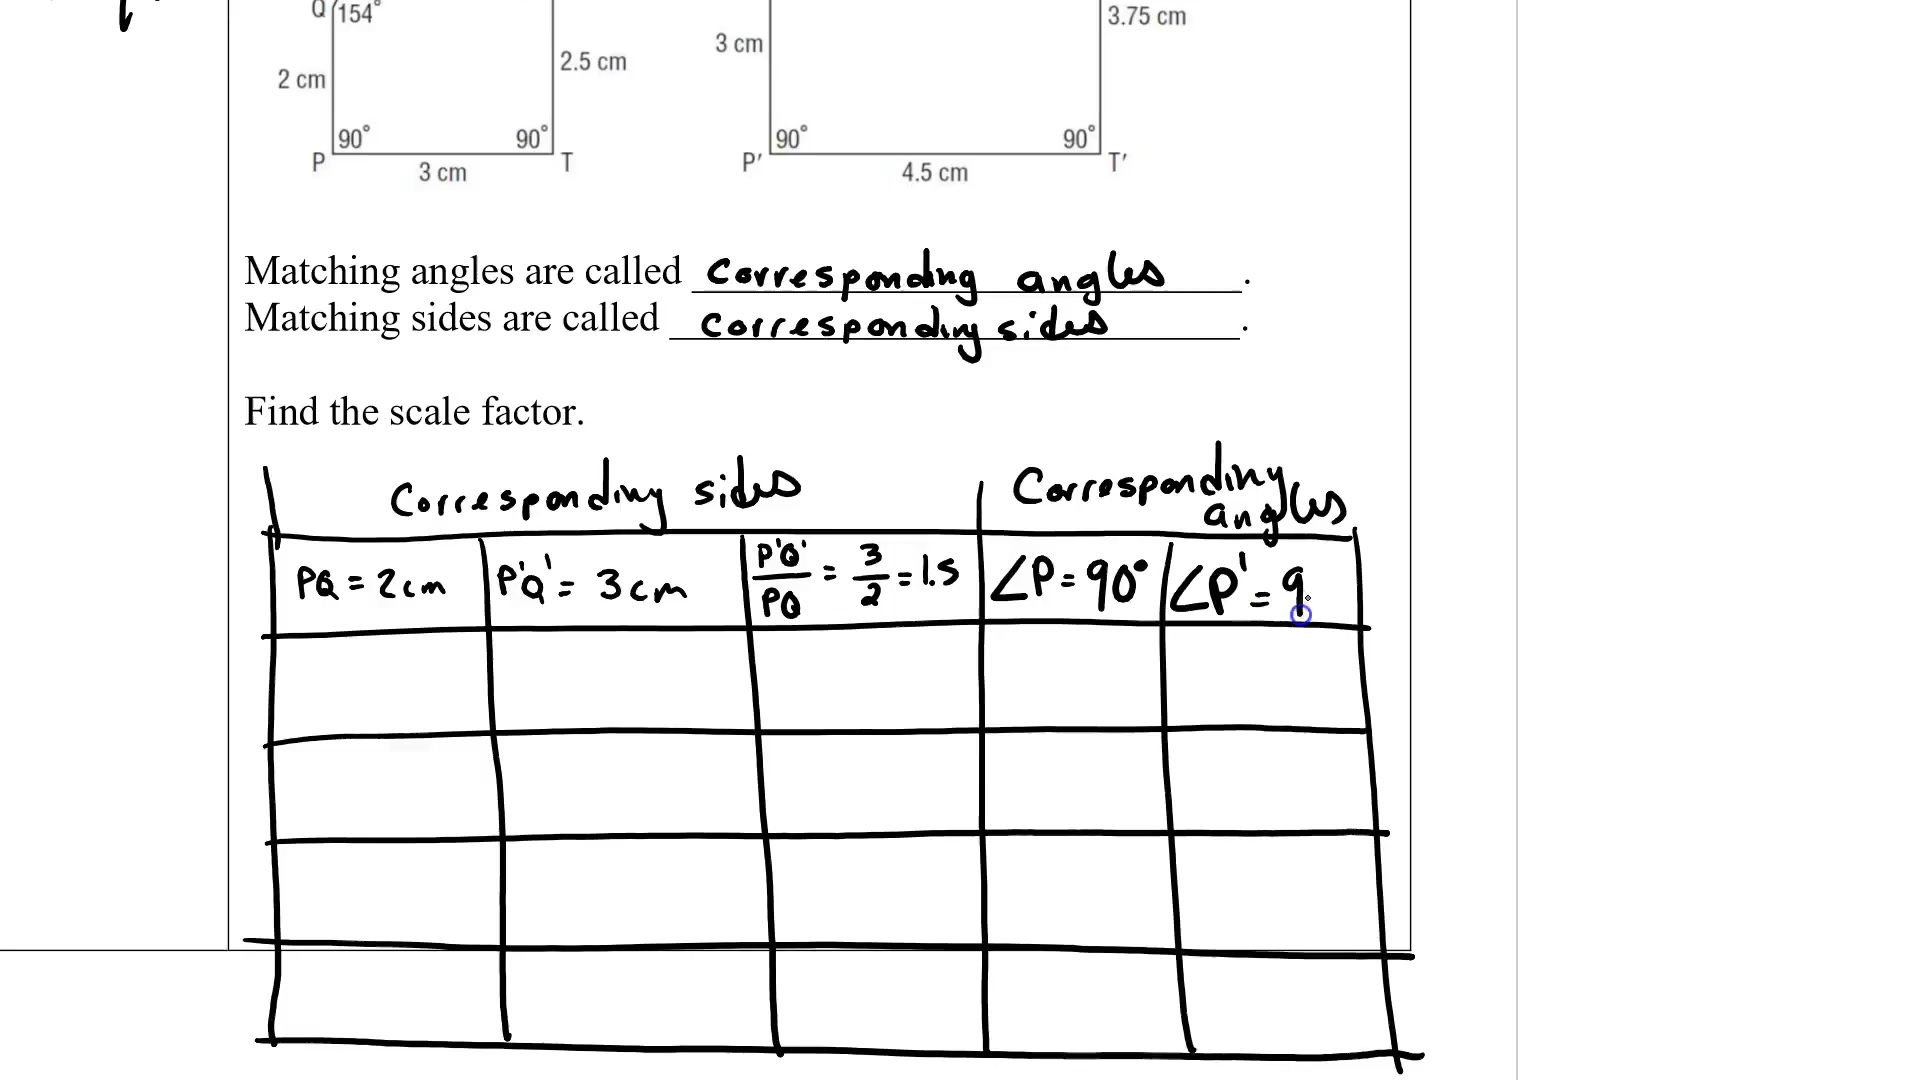 Q 154°
3.75 cm
3 cm
2.5 cm
2 cm
90° 90°
90° 90°
P T
P′ T′
3 cm
4.5 cm
Matching angles are called corresponding angles.
Matching sides are called corresponding sides.
Find the scale factor.
Corresponding sides
Corresponding angles
PQ = 2cm
P'Q' = 3cm
P'Q'/PQ = 3/2 = 1.5
∠P = 90°
∠P' = 9